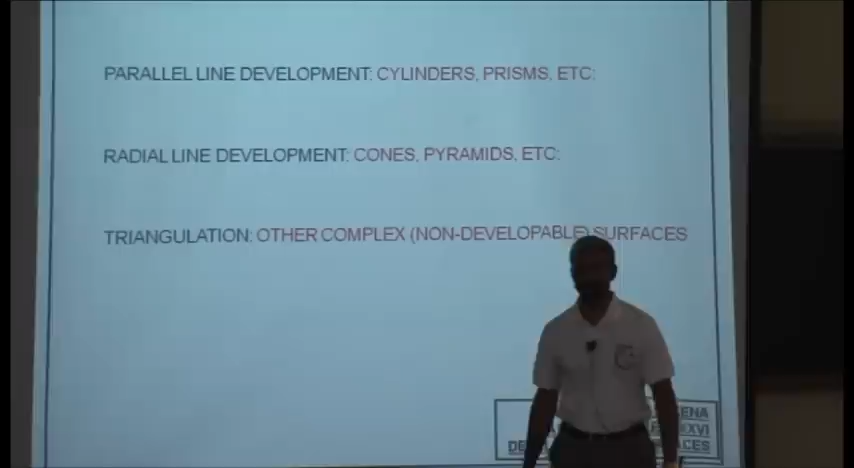 PARALLEL LINE DEVELOPMENT: CYLINDERS, PRISMS, ETC:
RADIAL LINE DEVELOPMENT: CONES, PYRAMIDS, ETC:
TRIANGULATION: OTHER COMPLEX (NON-DEVELOPABLE) SURFACES